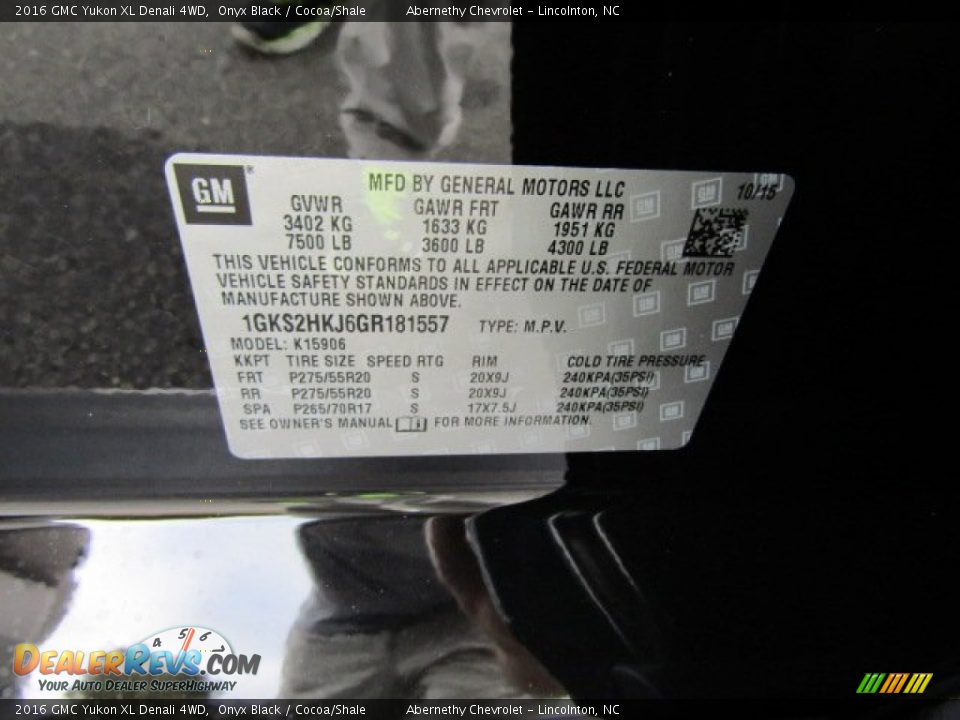 2016 GMC Yukon XL Denali 4WD, Onyx Black / Cocoa/Shale Abernethy Chevrolet - Lincolnton, NC
GM
MFD BY GENERAL MOTORS LLC 10/15
GVWR GAWR FRT GAWR RR
3402 KG 1633 KG 1951 KG
7500 LB 3600 LB 4300 LB
THIS VEHICLE CONFORMS TO ALL APPLICABLE U.S. FEDERAL MOTOR
VEHICLE SAFETY STANDARDS IN EFFECT ON THE DATE OF
MANUFACTURE SHOWN ABOVE.
1GKS2HKJ6GR181557 TYPE: M.P.V.
MODEL: K15906
KKPT TIRE SIZE SPEED RTG RIM COLD TIRE PRESSURE
FRT P275/55R20 S 20X9J 240KPA(35PSI)
RR P275/55R20 S 20X9J 240KPA(35PSI)
SPA P265/70R17 S 17X7.5J 240KPA(35PSI)
SEE OWNER'S MANUAL FOR MORE INFORMATION.
4 5 6
DEALERREVS.COM
YOUR AUTO DEALER SUPERHIGHWAY
2016 GMC Yukon XL Denali 4WD, Onyx Black / Cocoa/Shale Abernethy Chevrolet - Lincolnton, NC